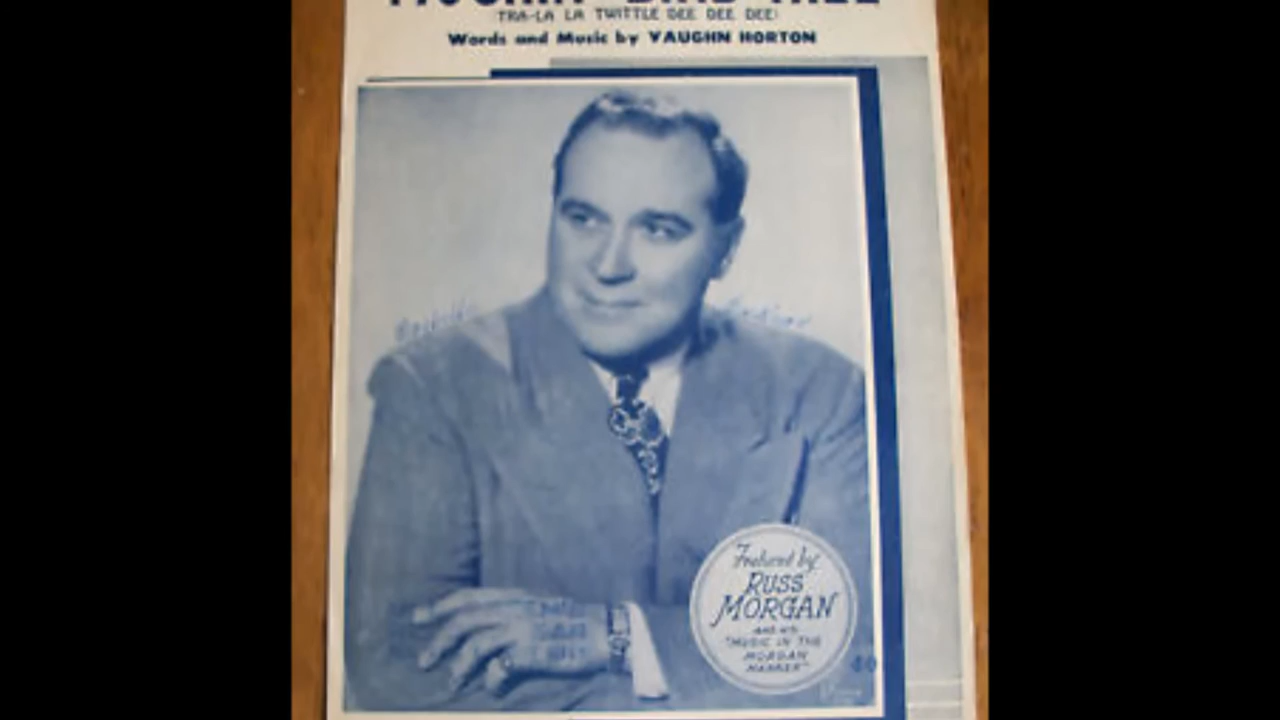 TRA-LA LA TWITTLE DEE DEE DEE)
Words and Music by VAUGHN HORTON
Featured by
RUSS
MORGAN
AND HIS
"MUSIC IN THE
MORGAN
MANNER"